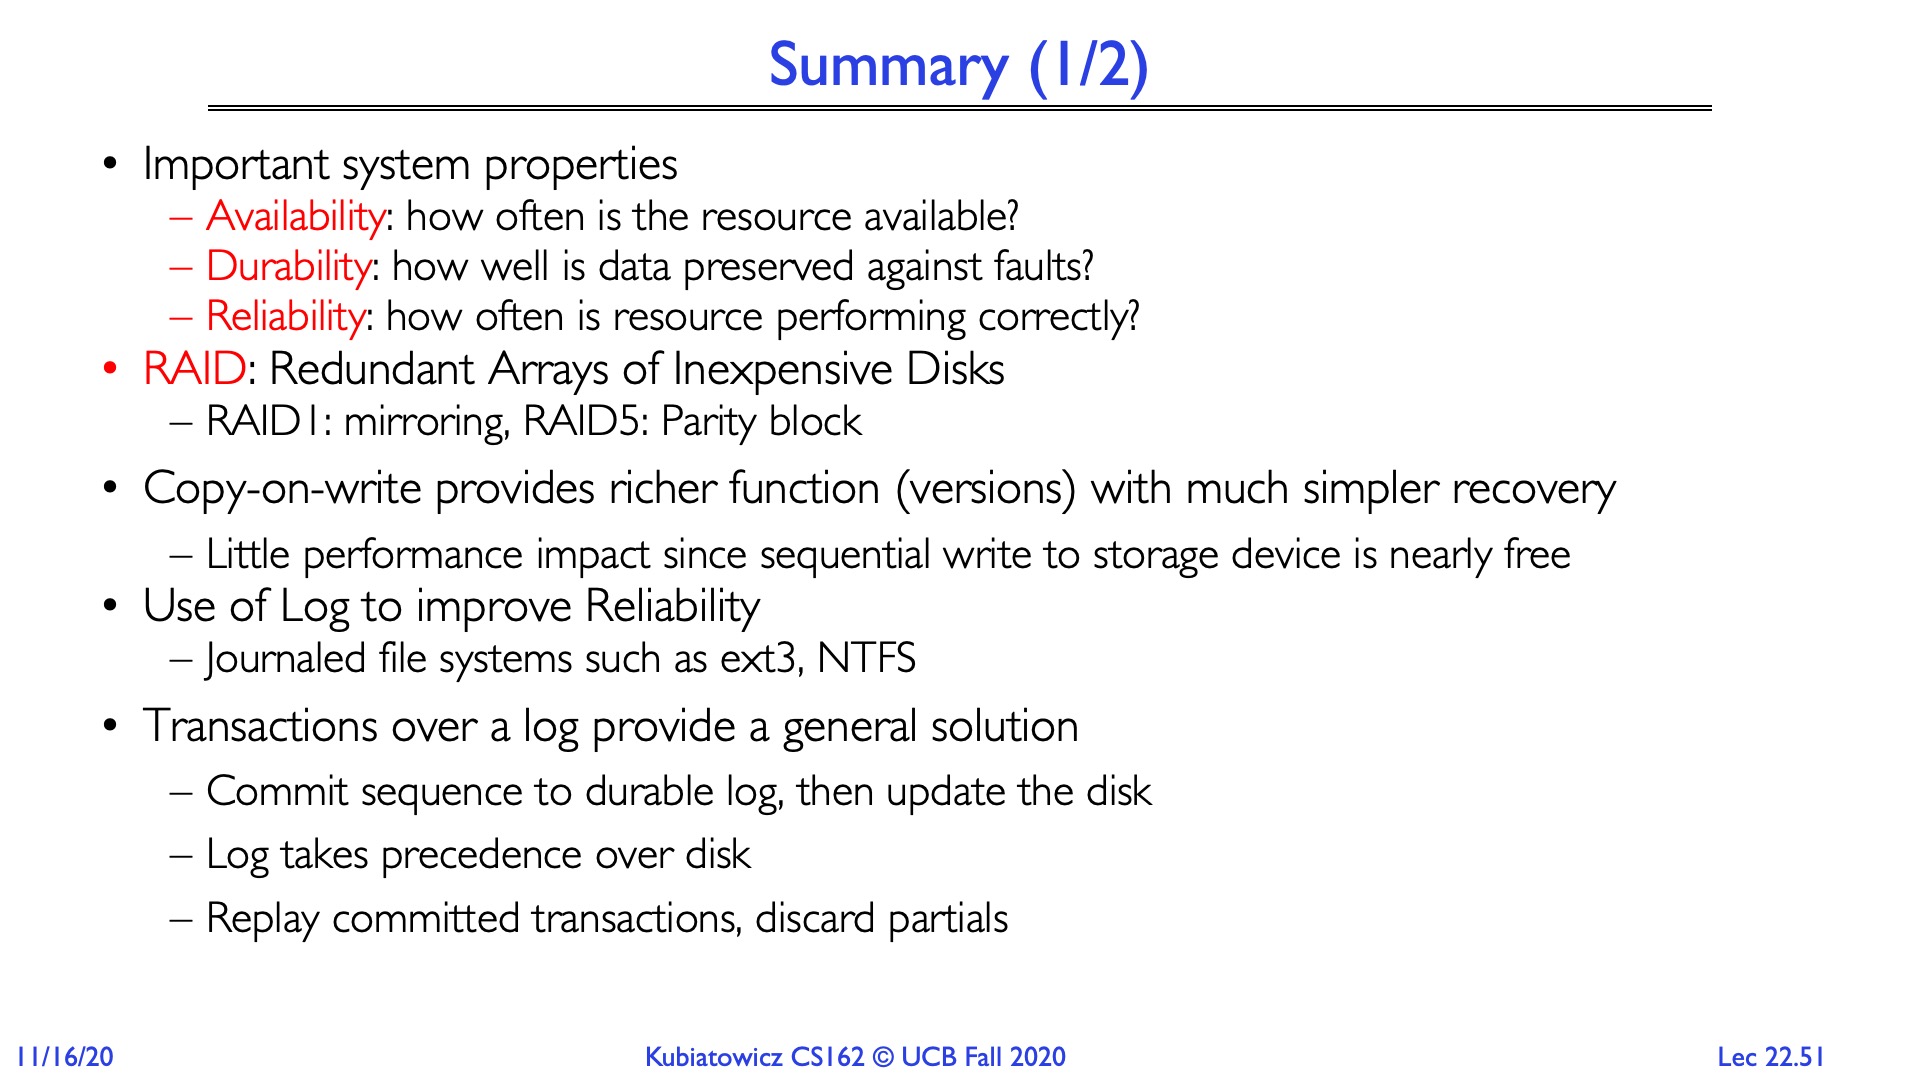 Summary (1/2)
• Important system properties
– Availability: how often is the resource available?
– Durability: how well is data preserved against faults?
– Reliability: how often is resource performing correctly?
• RAID: Redundant Arrays of Inexpensive Disks
– RAID1: mirroring, RAID5: Parity block
• Copy-on-write provides richer function (versions) with much simpler recovery
– Little performance impact since sequential write to storage device is nearly free
• Use of Log to improve Reliability
– Journaled file systems such as ext3, NTFS
• Transactions over a log provide a general solution
– Commit sequence to durable log, then update the disk
– Log takes precedence over disk
– Replay committed transactions, discard partials
11/16/20
Kubiatowicz CS162 © UCB Fall 2020
Lec 22.51